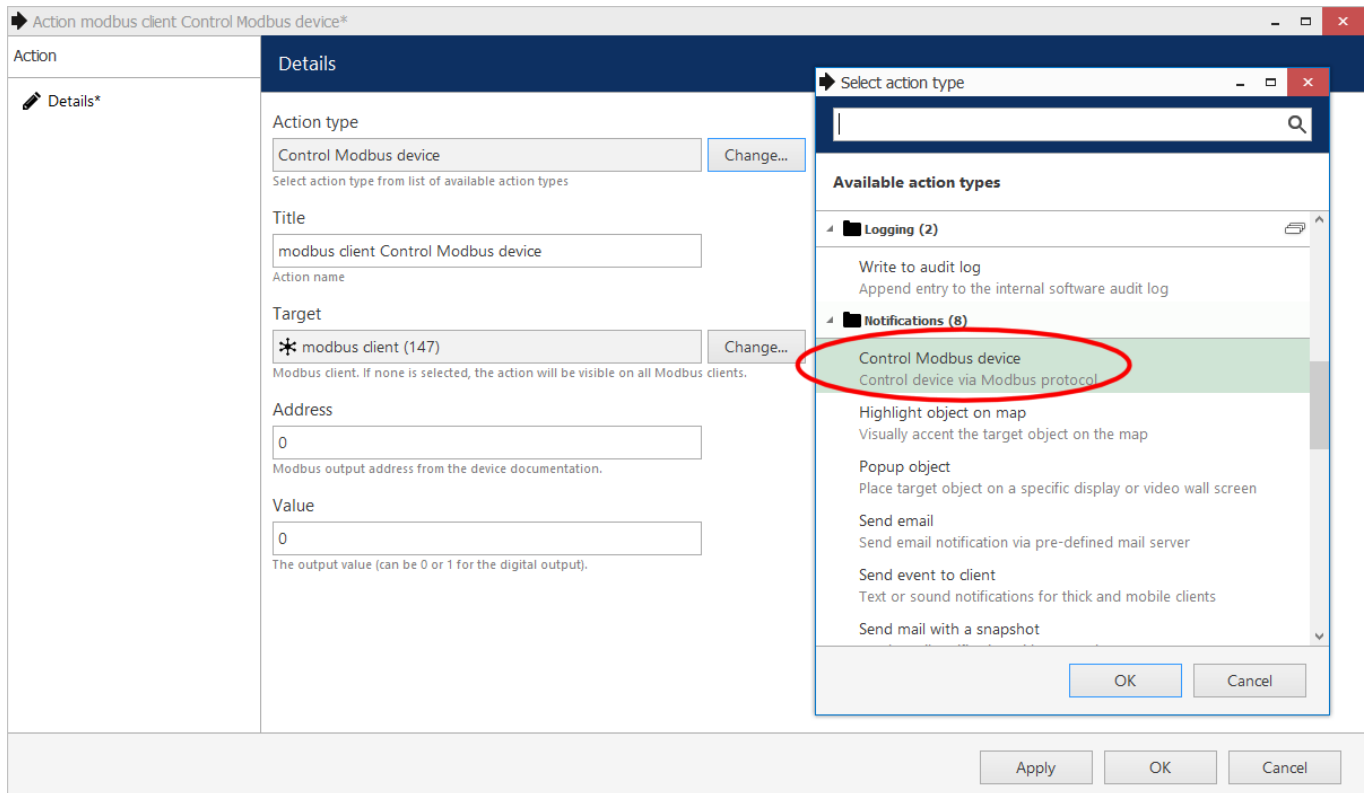 Action modbus client Control Modbus device*
Action
Details*
Details
Action type
Control Modbus device
Change...
Select action type from list of available action types
Title
modbus client Control Modbus device
Action name
Target
modbus client (147)
Change...
Modbus client. If none is selected, the action will be visible on all Modbus clients.
Address
0
Modbus output address from the device documentation.
Value
0
The output value (can be 0 or 1 for the digital output).
Select action type
Available action types
Logging (2)
Write to audit log
Append entry to the internal software audit log
Notifications (8)
Control Modbus device
Control device via Modbus protocol
Highlight object on map
Visually accent the target object on the map
Popup object
Place target object on a specific display or video wall screen
Send email
Send email notification via pre-defined mail server
Send event to client
Text or sound notifications for thick and mobile clients
Send mail with a snapshot
OK
Cancel
Apply
OK
Cancel